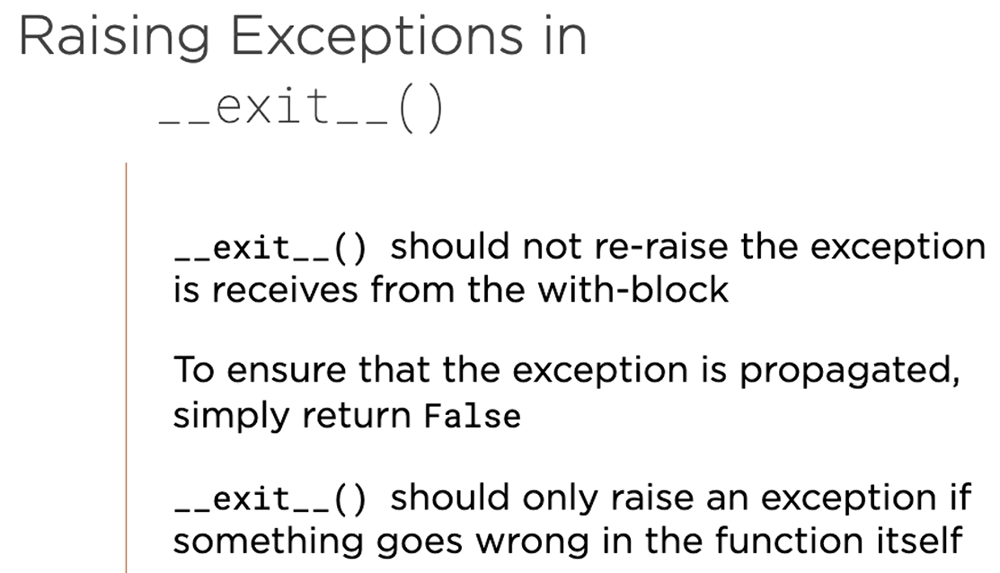 Raising Exceptions in
__exit__()
__exit__() should not re-raise the exception
is receives from the with-block
To ensure that the exception is propagated,
simply return False
__exit__() should only raise an exception if
something goes wrong in the function itself